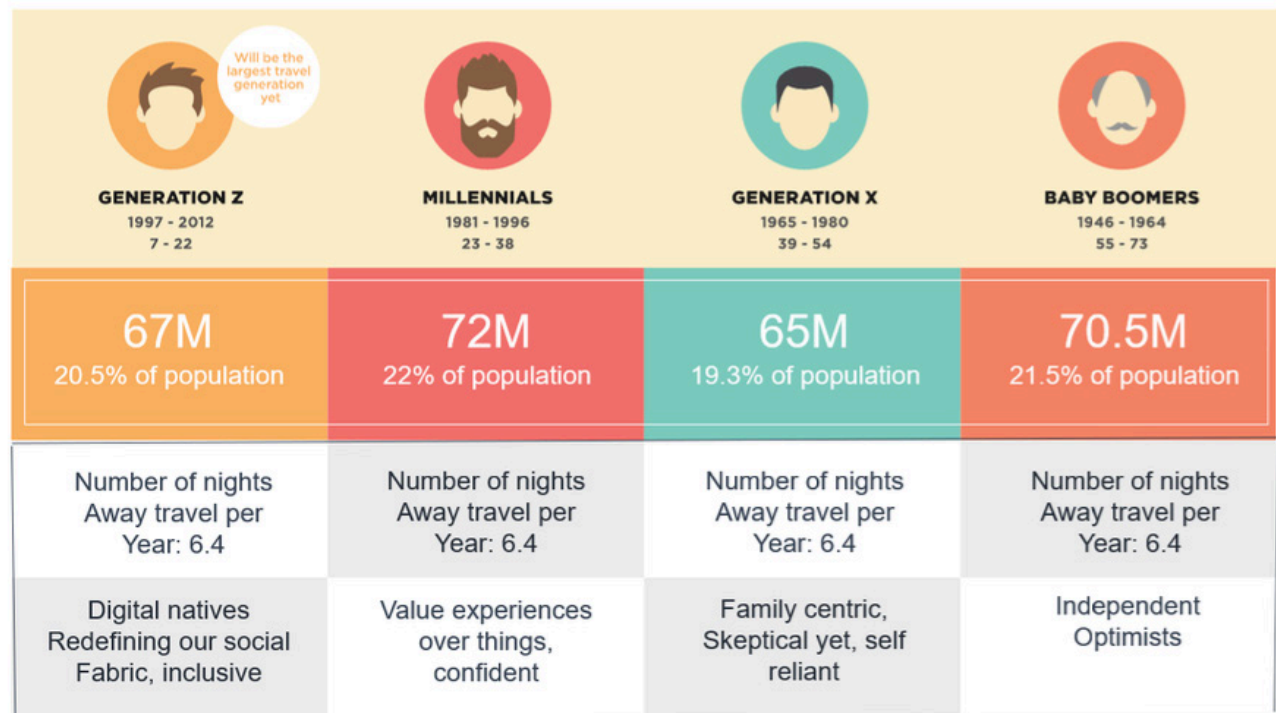 Will be the
largest travel
generation
yet
GENERATION Z
1997 - 2012
7 - 22
MILLENNIALS
1981 - 1996
23 - 38
GENERATION X
1965 - 1980
39 - 54
BABY BOOMERS
1946 - 1964
55 - 73
67M
20.5% of population
72M
22% of population
65M
19.3% of population
70.5M
21.5% of population
Number of nights
Away travel per
Year: 6.4
Number of nights
Away travel per
Year: 6.4
Number of nights
Away travel per
Year: 6.4
Number of nights
Away travel per
Year: 6.4
Digital natives
Redefining our social
Fabric, inclusive
Value experiences
over things,
confident
Family centric,
Skeptical yet, self
reliant
Independent
Optimists